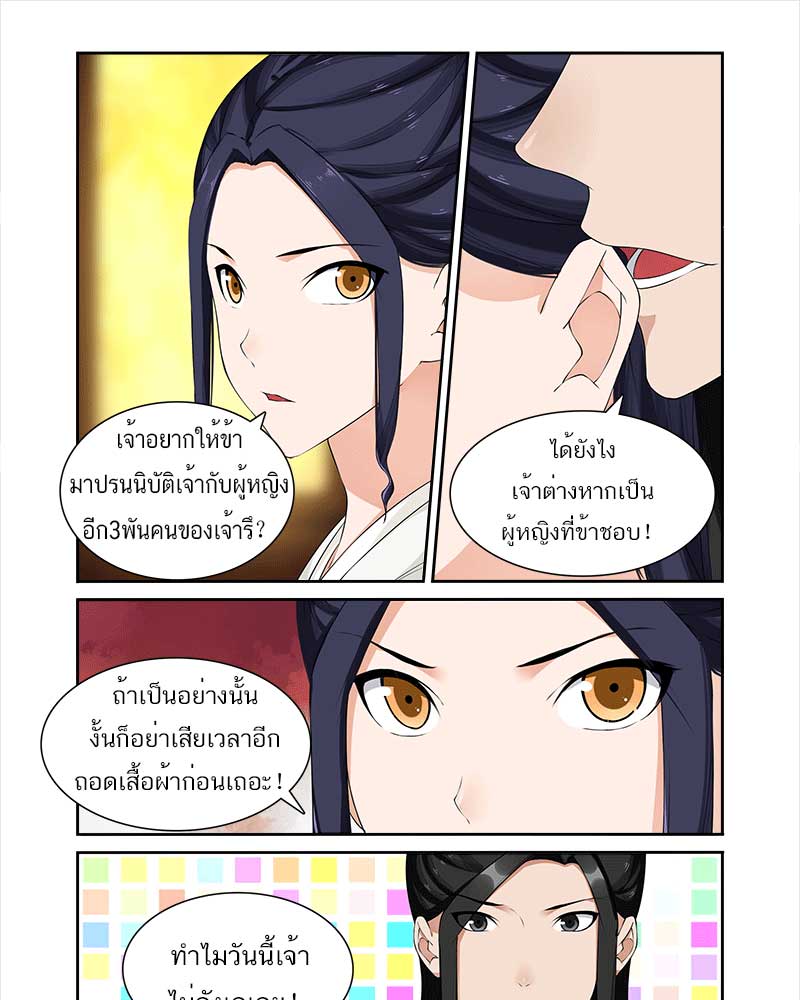 เจ้าอยากให้ข้า
มาปรนนิบัติเจ้ากับผู้หญิง
อีก3พันคนของเจ้ารึ?
ได้ยังไง
เจ้าต่างหากเป็น
ผู้หญิงที่ข้าชอบ!
ถ้าเป็นอย่างนั้น
งั้นก็อย่าเสียเวลาอีก
ถอดเสื้อผ้าก่อนเถอะ!
ทำไมวันนี้เจ้า